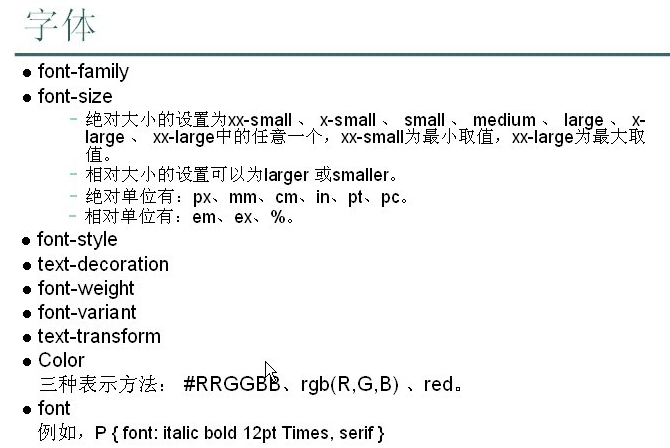 字体
● font-family
● font-size
– 绝对大小的设置为xx-small 、 x-small 、 small 、 medium 、 large 、 x-
large 、 xx-large中的任意一个，xx-small为最小取值，xx-large为最大取
值。
– 相对大小的设置可以为larger 或smaller。
– 绝对单位有：px、mm、cm、in、pt、pc。
– 相对单位有：em、ex、%。
● font-style
● text-decoration
● font-weight
● font-variant
● text-transform
● Color
三种表示方法： #RRGGBB、rgb(R,G,B) 、red。
● font
例如，P { font: italic bold 12pt Times, serif }